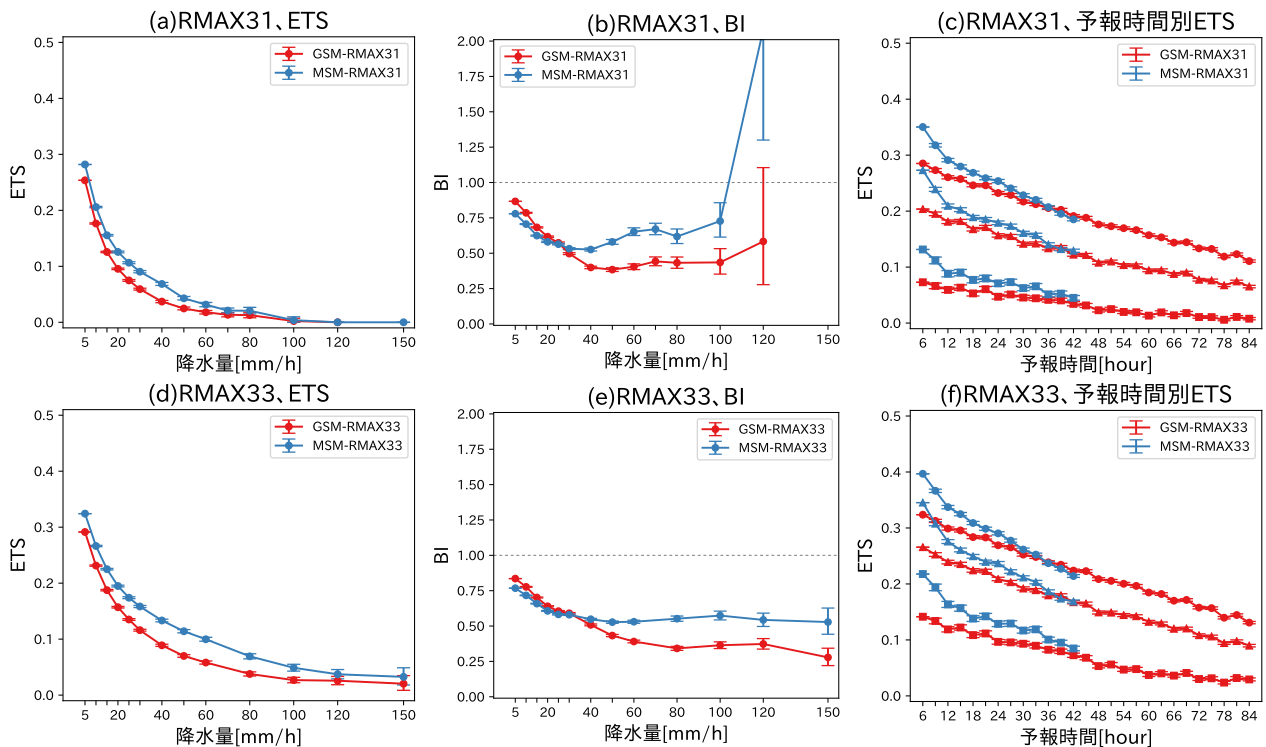 (a)RMAX31、ETS
ETS
0.5
0.4
0.3
0.2
0.1
0.0
GSM-RMAX31
MSM-RMAX31
5 20 40 60 80 100 120 150
降水量[mm/h]
(b)RMAX31、BI
BI
2.00
1.75
1.50
1.25
1.00
0.75
0.50
0.25
0.00
GSM-RMAX31
MSM-RMAX31
5 20 40 60 80 100 120 150
降水量[mm/h]
(c)RMAX31、予報時間別ETS
ETS
0.5
0.4
0.3
0.2
0.1
0.0
GSM-RMAX31
MSM-RMAX31
6 12 18 24 30 36 42 48 54 60 66 72 78 84
予報時間[hour]
(d)RMAX33、ETS
ETS
0.5
0.4
0.3
0.2
0.1
0.0
GSM-RMAX33
MSM-RMAX33
5 20 40 60 80 100 120 150
降水量[mm/h]
(e)RMAX33、BI
BI
2.00
1.75
1.50
1.25
1.00
0.75
0.50
0.25
0.00
GSM-RMAX33
MSM-RMAX33
5 20 40 60 80 100 120 150
降水量[mm/h]
(f)RMAX33、予報時間別ETS
ETS
0.5
0.4
0.3
0.2
0.1
0.0
GSM-RMAX33
MSM-RMAX33
6 12 18 24 30 36 42 48 54 60 66 72 78 84
予報時間[hour]